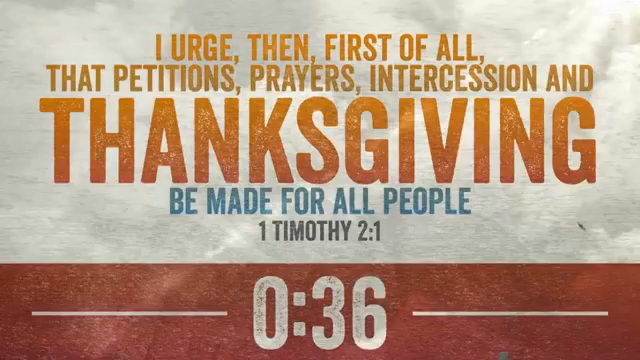 I URGE, THEN, FIRST OF ALL,
THAT PETITIONS, PRAYERS, INTERCESSION AND
THANKSGIVING
BE MADE FOR ALL PEOPLE
1 TIMOTHY 2:1
0:36